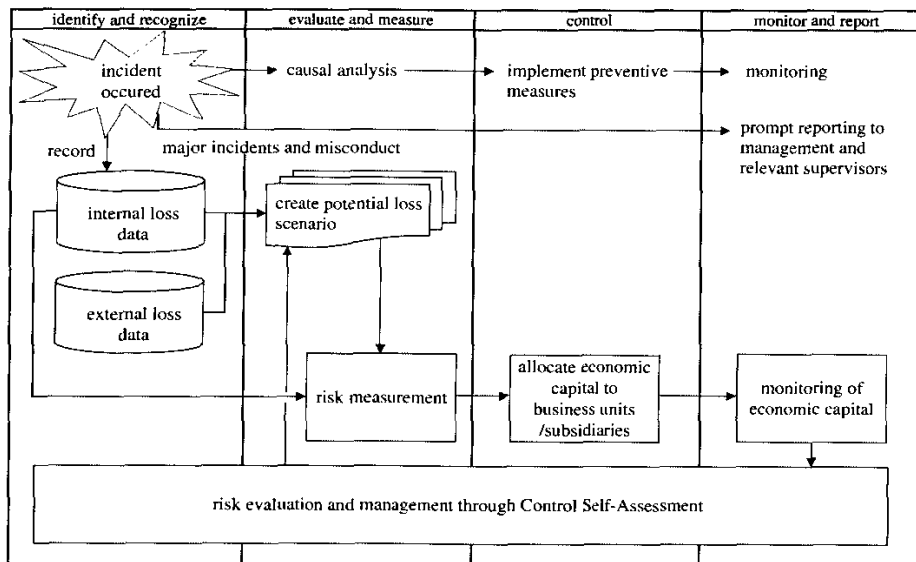 identify and recognize
evaluate and measure
control
monitor and report
incident
occured
causal analysis
implement preventive
measures
monitoring
record
major incidents and misconduct
prompt reporting to
management and
relevant supervisors
internal loss
data
create potential loss
scenario
external loss
data
risk measurement
allocate economic
capital to
business units
/subsidiaries
monitoring of
economic capital
risk evaluation and management through Control Self-Assessment